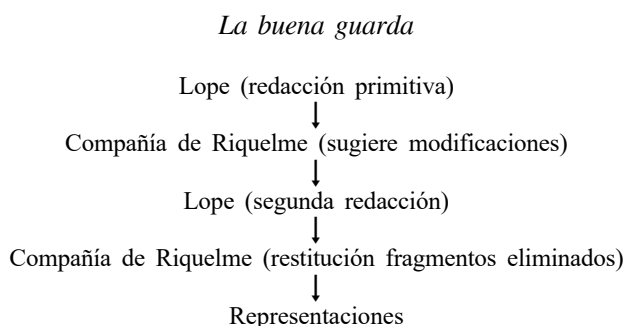 La buena guarda
Lope (redacción primitiva)
Compañía de Riquelme (sugiere modificaciones)
Lope (segunda redacción)
Compañía de Riquelme (restitución fragmentos eliminados)
Representaciones